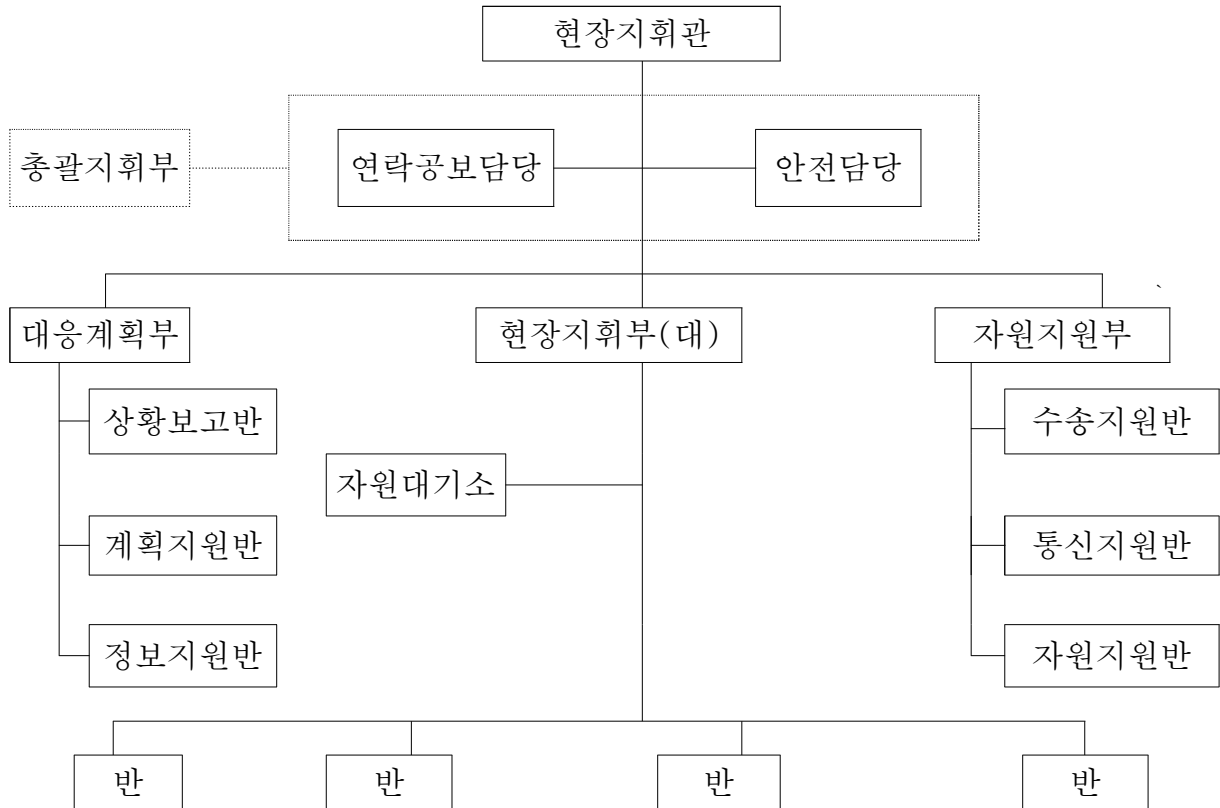 현장지휘관
총괄지휘부
연락공보담당
안전담당
대응계획부
현장지휘부(대)
자원지원부
상황보고반
수송지원반
자원대기소
계획지원반
통신지원반
정보지원반
자원지원반
반
반
반
반